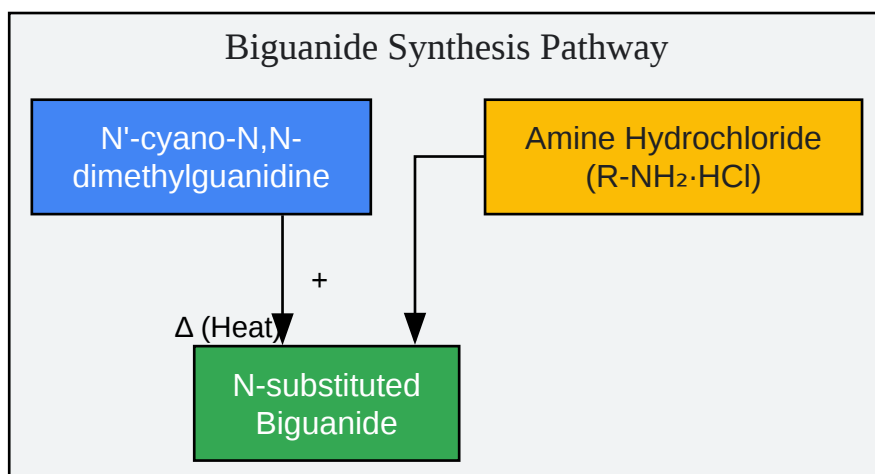 Biguanide Synthesis Pathway
N'-cyano-N,N-
dimethylguanidine
Amine Hydrochloride
(R-NH₂·HCl)
+
Δ (Heat)
N-substituted
Biguanide